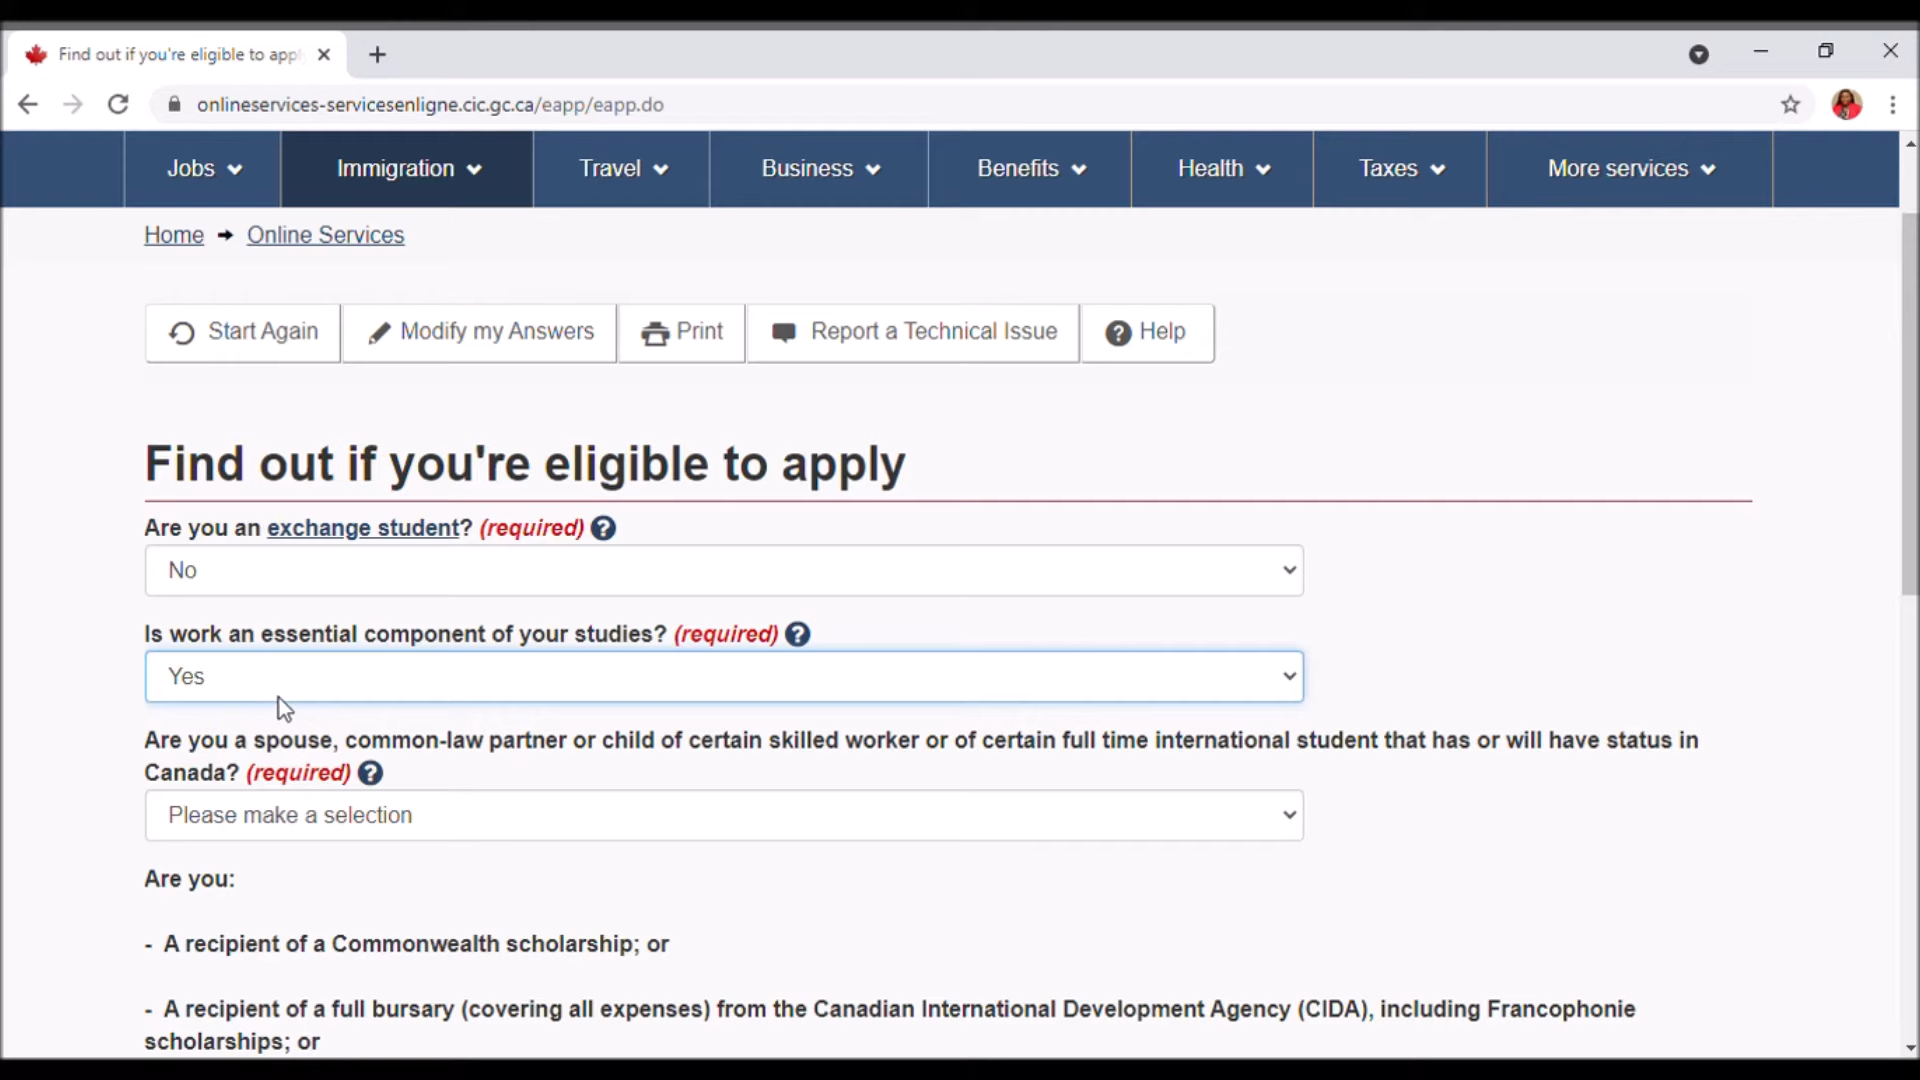 Find out if you're eligible to app
onlineservices-servicesenligne.cic.gc.ca/eapp/eapp.do
Jobs Immigration Travel Business Benefits Health Taxes More services
Home Online Services
Start Again Modify my Answers Print Report a Technical Issue Help
Find out if you're eligible to apply
Are you an exchange student? (required)
No
Is work an essential component of your studies? (required)
Yes
Are you a spouse, common-law partner or child of certain skilled worker or of certain full time international student that has or will have status in
Canada? (required)
Please make a selection
Are you:
- A recipient of a Commonwealth scholarship; or
- A recipient of a full bursary (covering all expenses) from the Canadian International Development Agency (CIDA), including Francophonie
scholarships; or